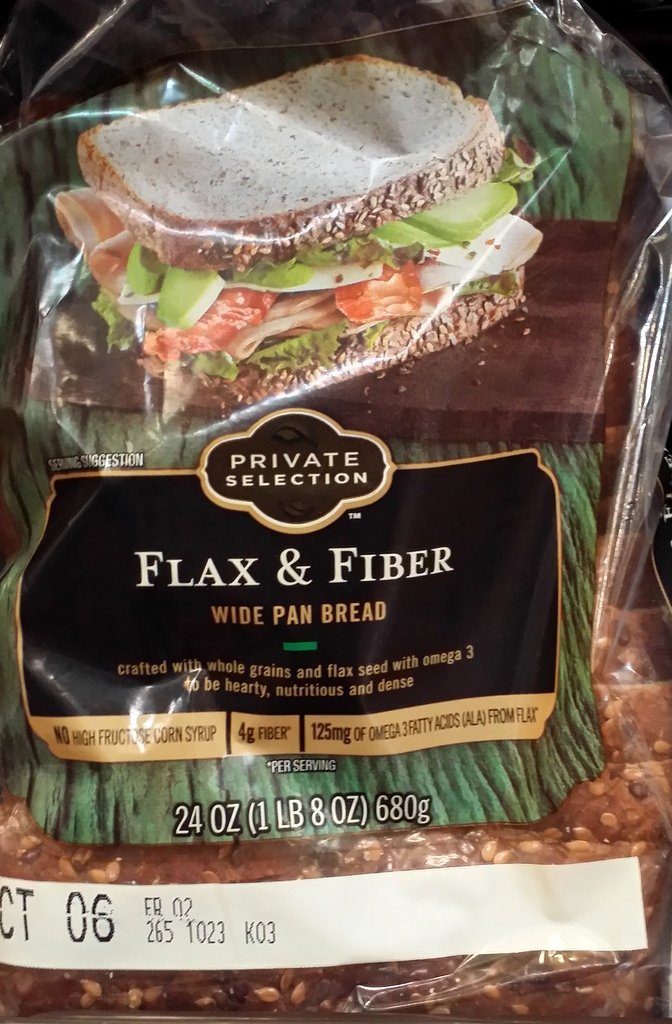 SERVING SUGGESTION
PRIVATE
SELECTION
™
FLAX & FIBER
WIDE PAN BREAD
crafted with whole grains and flax seed with omega 3
to be hearty, nutritious and dense
NO HIGH FRUCTOSE CORN SYRUP
4g FIBER*
125mg OF OMEGA 3 FATTY ACIDS (ALA) FROM FLAX*
*PER SERVING
24 OZ (1 LB 8 OZ) 680g
CT 06
FR 02
265 1023 K03